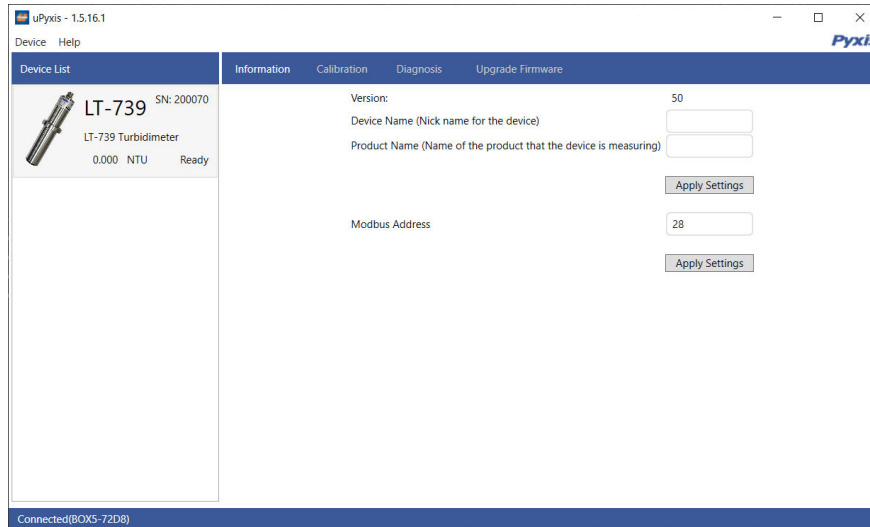 uPyxis - 1.5.16.1
Device Help
Device List
Information Calibration Diagnosis Upgrade Firmware
LT-739 SN: 200070
LT-739 Turbidimeter
0.000 NTU Ready
Version: 50
Device Name (Nick name for the device)
Product Name (Name of the product that the device is measuring)
Apply Settings
Modbus Address 28
Apply Settings
Connected(BOX5-72D8)